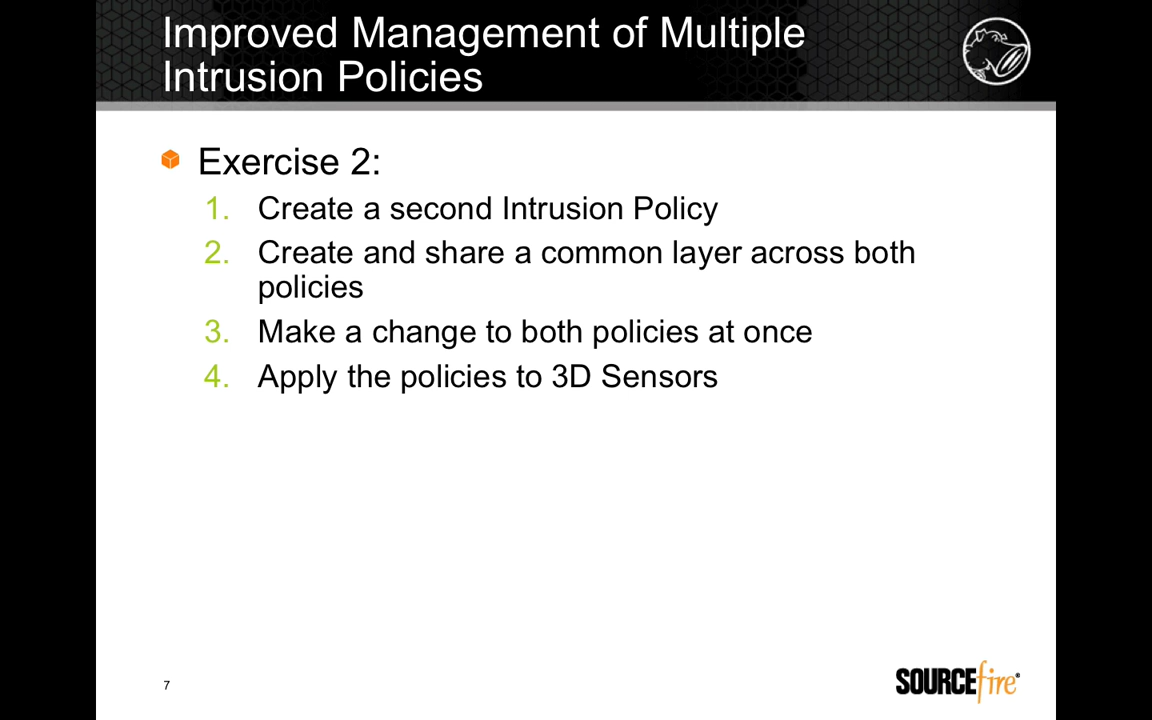 Improved Management of Multiple
Intrusion Policies
Exercise 2:
1. Create a second Intrusion Policy
2. Create and share a common layer across both
policies
3. Make a change to both policies at once
4. Apply the policies to 3D Sensors
7
SOURCEfire®